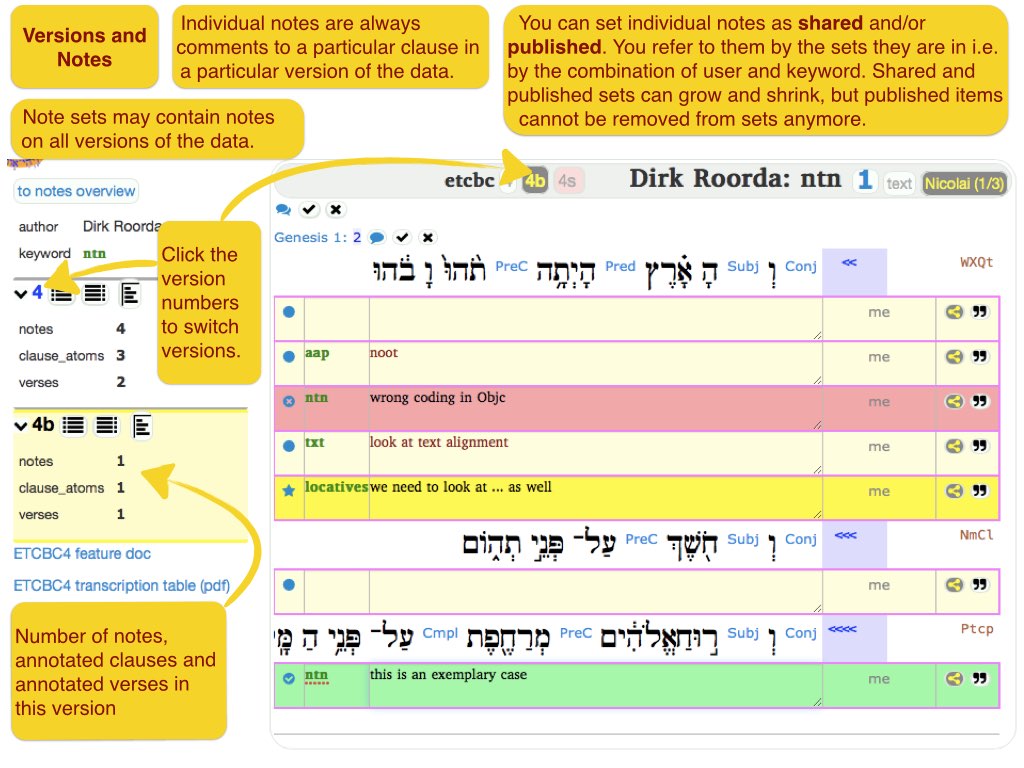 Versions and
Notes
Individual notes are always
comments to a particular clause in
a particular version of the data.
You can set individual notes as shared and/or
published. You refer to them by the sets they are in i.e.
by the combination of user and keyword. Shared and
published sets can grow and shrink, but published items
cannot be removed from sets anymore.
Note sets may contain notes
on all versions of the data.
to notes overview
author Dirk Roorda
keyword ntn
4
notes 4
clause_atoms 3
verses 2
4b
notes 1
clause_atoms 1
verses 1
ETCBC4 feature doc
ETCBC4 transcription table (pdf)
Click the
version
numbers
to switch
versions.
Number of notes,
annotated clauses and
annotated verses in
this version
etcbc 4b 4s Dirk Roorda: ntn 1 text Nicolai (1/3)
Genesis 1: 2
וְ Conj הָ אָ֗רֶץ Subj הָיְתָ֥ה Pred תֹ֙הוּ֙ וָ בֹ֔הוּ PreC << WXQt
me
aap noot me
ntn wrong coding in Objc me
txt look at text alignment me
locatives we need to look at ... as well me
וְ Conj חֹ֖שֶׁךְ Subj עַל־ פְּנֵ֣י תְהֹ֑ום PreC <<< NmCl
me
וְ Conj ר֣וּחַ אֱלֹהִ֔ים Subj מְרַחֶ֖פֶת PreC עַל־ פְּנֵ֥י הַ Cmpl <<<< Ptcp
ntn this is an exemplary case me